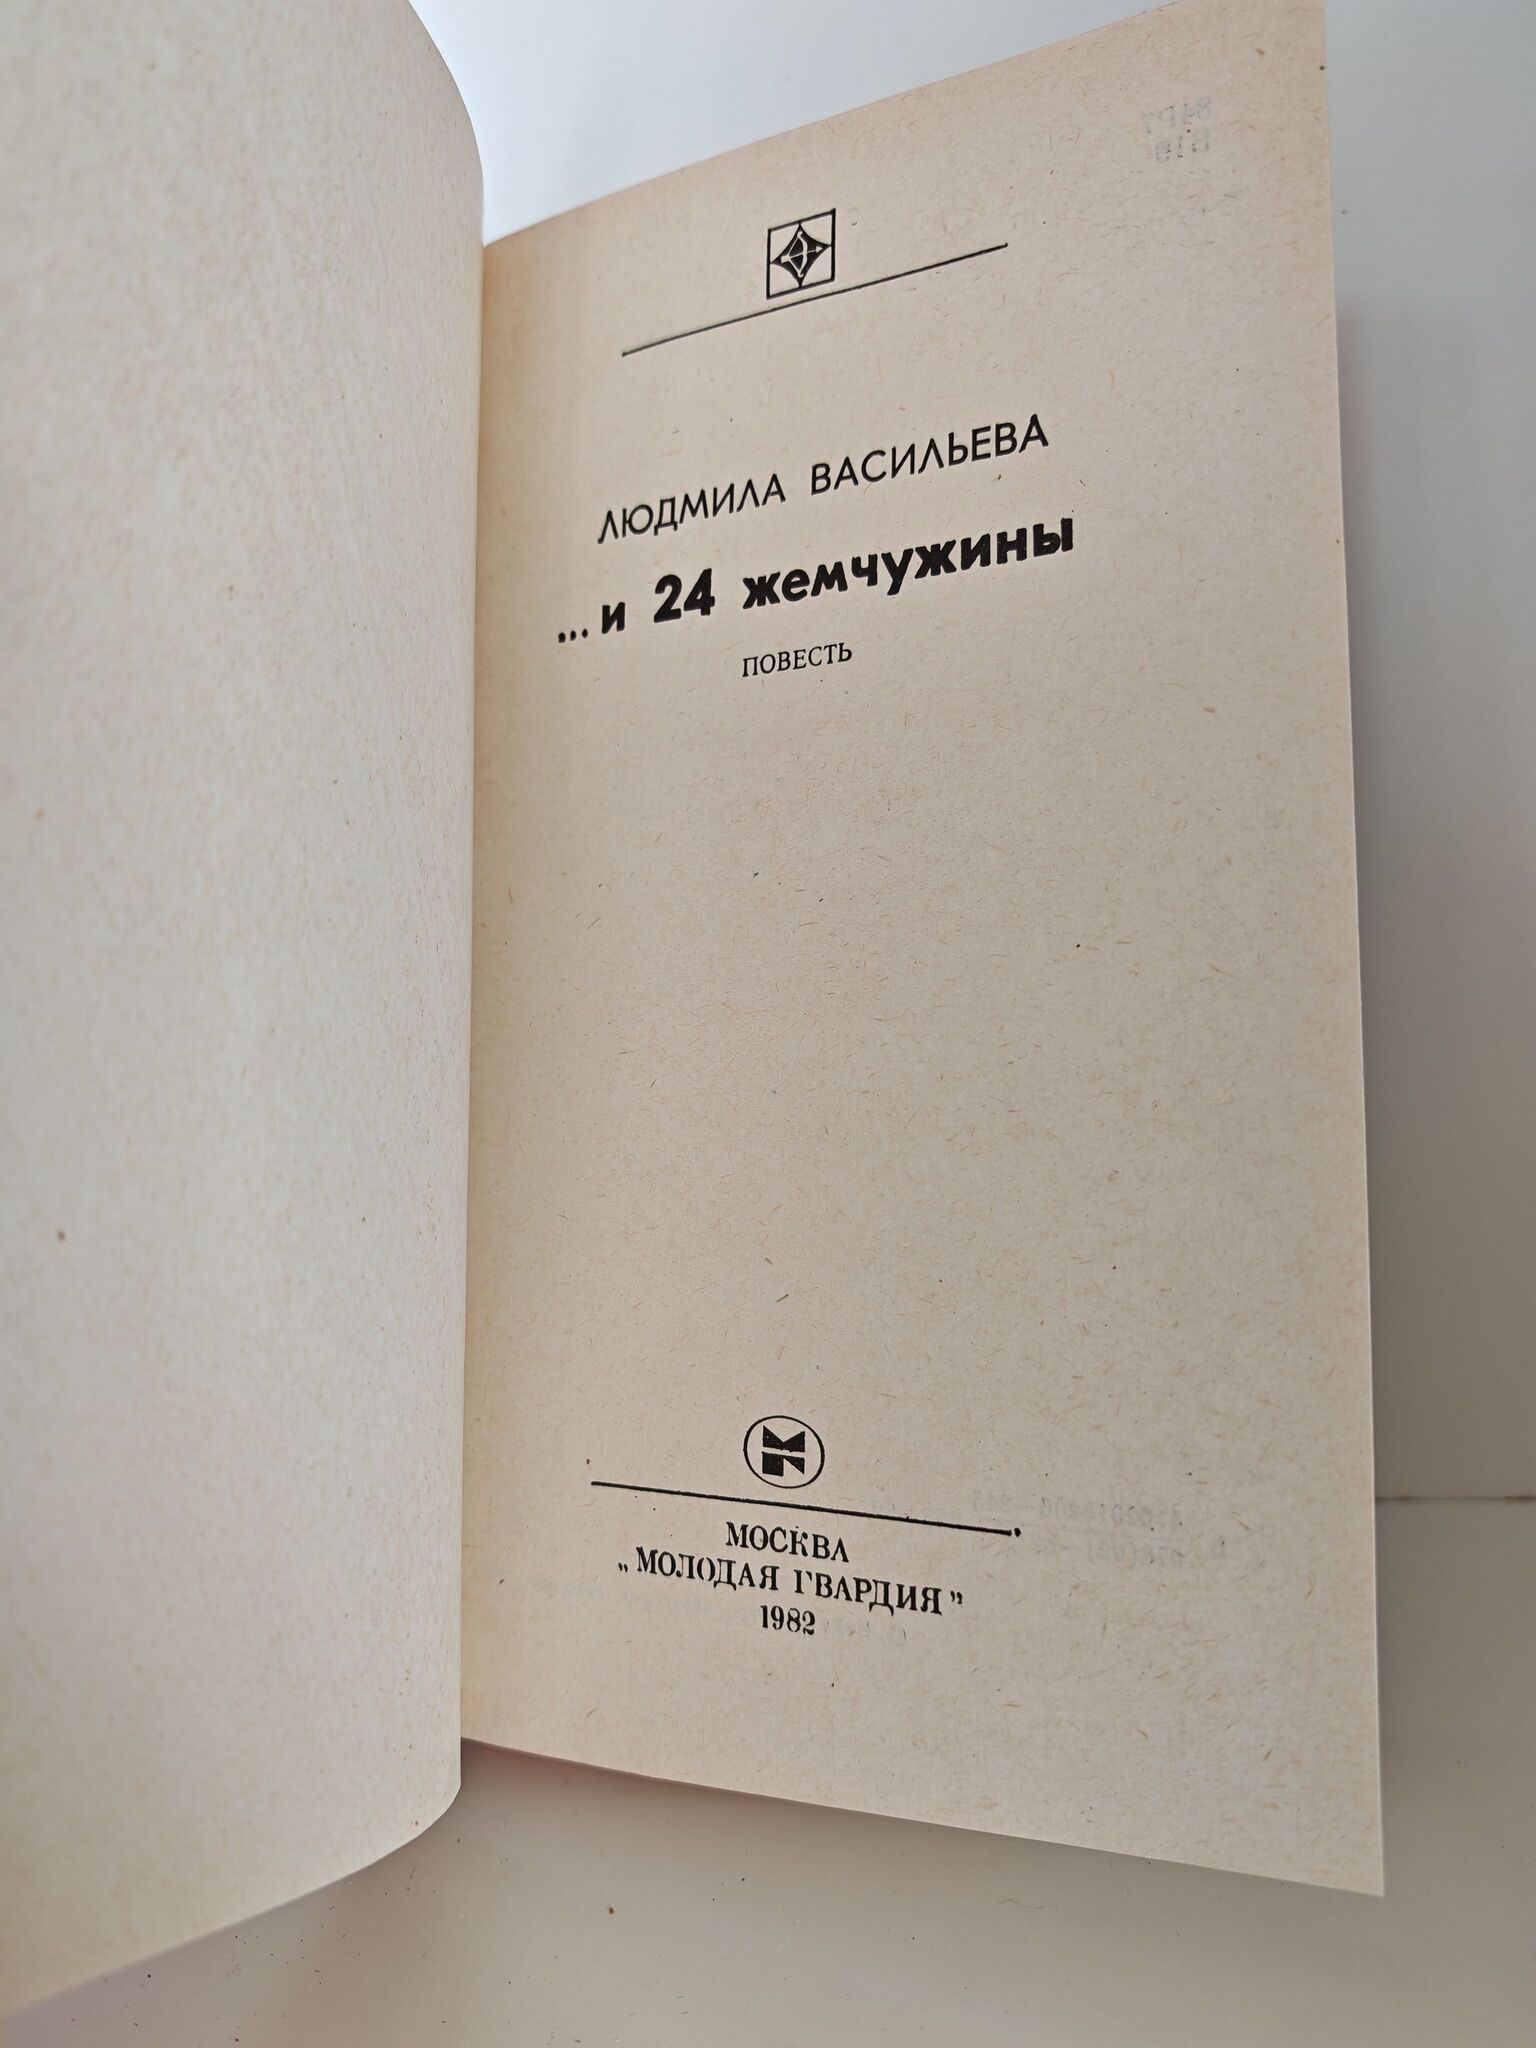 ЛЮДМИЛА ВАСИЛЬЕВА
... и 24 жемчужины
ПОВЕСТЬ
МОСКВА
„МОЛОДАЯ ГВАРДИЯ”
1982